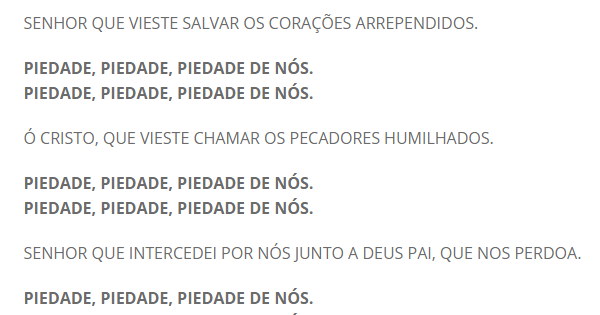 SENHOR QUE VIESTE SALVAR OS CORAÇÕES ARREPENDIDOS.
PIEDADE, PIEDADE, PIEDADE DE NÓS.
PIEDADE, PIEDADE, PIEDADE DE NÓS.
Ó CRISTO, QUE VIESTE CHAMAR OS PECADORES HUMILHADOS.
PIEDADE, PIEDADE, PIEDADE DE NÓS.
PIEDADE, PIEDADE, PIEDADE DE NÓS.
SENHOR QUE INTERCEDEI POR NÓS JUNTO A DEUS PAI, QUE NOS PERDOA.
PIEDADE, PIEDADE, PIEDADE DE NÓS.